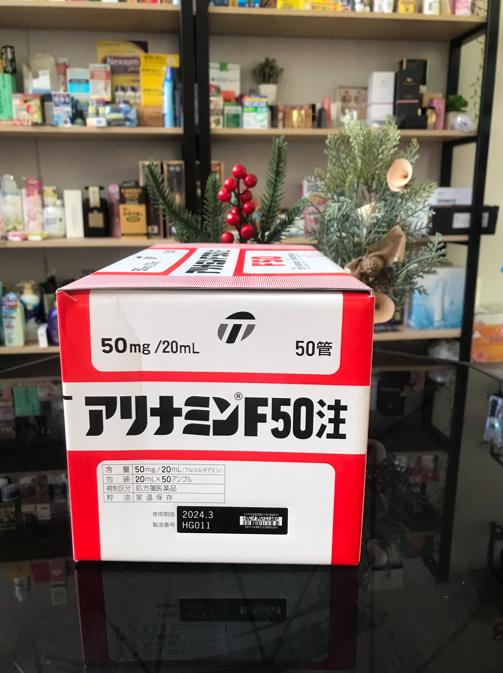 Nexium
F50
50mg /20mL
50管
アリナミン®F50注
含 量 50mg/20mL(フルスルチアミン)
包 装 20mL×50アンプル
規制区分 処方箋医薬品
貯 法 室温保存
使用期限 2024.3
製造番号 HG011